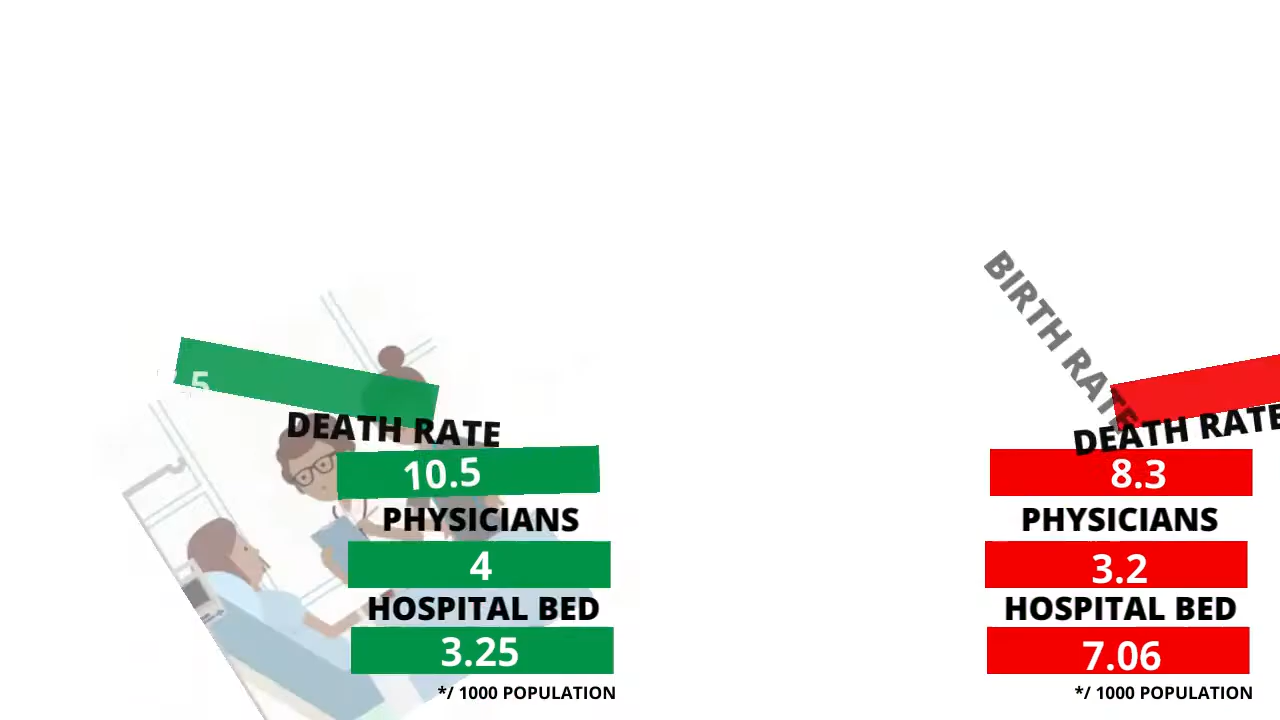 .5
DEATH RATE
10.5
PHYSICIANS
4
HOSPITAL BED
3.25
*/ 1000 POPULATION
BIRTH RATE
DEATH RATE
8.3
PHYSICIANS
3.2
HOSPITAL BED
7.06
*/ 1000 POPULATION